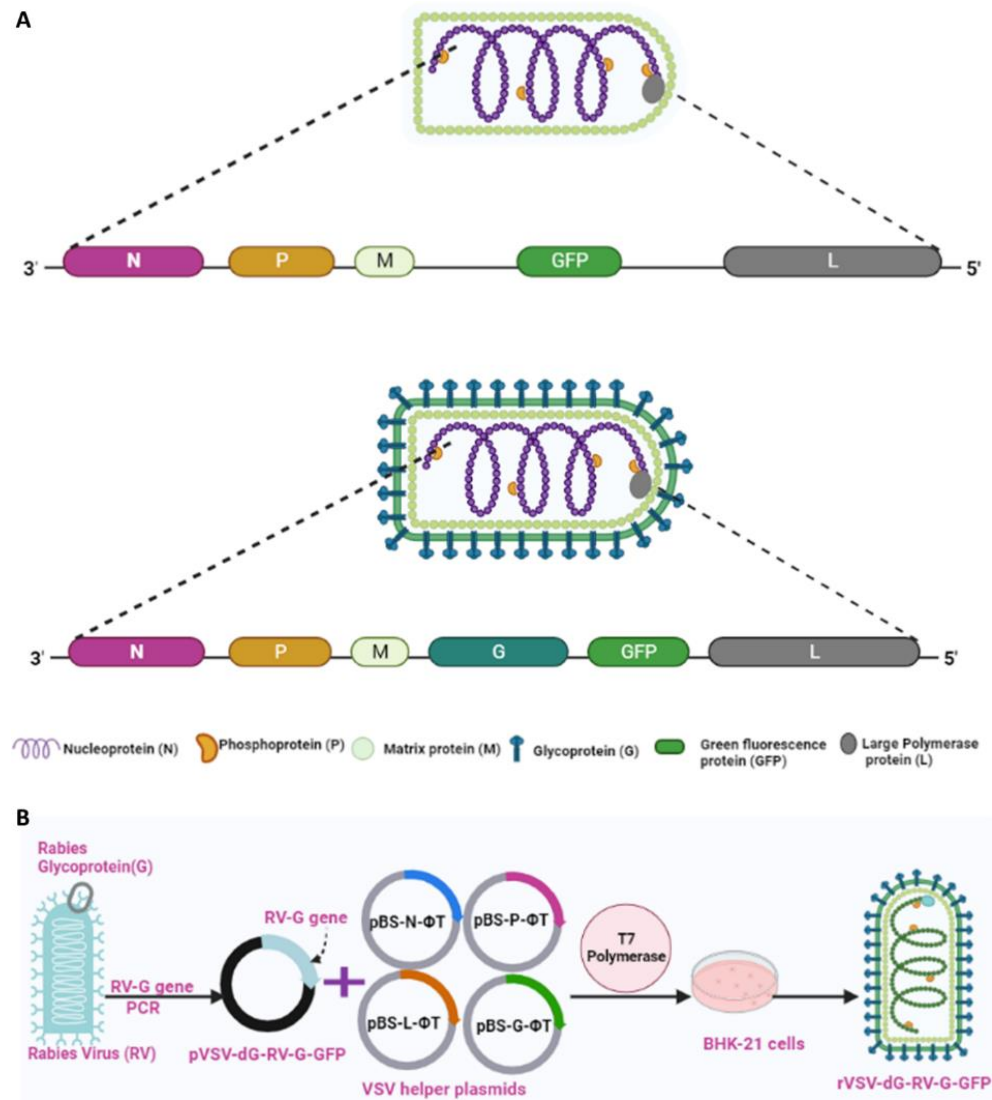 A
3' N P M GFP L 5'
3' N P M G GFP L 5'
Nucleoprotein (N)
Phosphoprotein (P)
Matrix protein (M)
Glycoprotein (G)
Green fluorescence
protein (GFP)
Large Polymerase
protein (L)
B
Rabies
Glycoprotein(G)
Rabies Virus (RV)
RV-G gene
PCR
RV-G gene
pVSV-dG-RV-G-GFP
+
pBS-N-ΦT
pBS-P-ΦT
pBS-L-ΦT
pBS-G-ΦT
VSV helper plasmids
T7
Polymerase
BHK-21 cells
rVSV-dG-RV-G-GFP